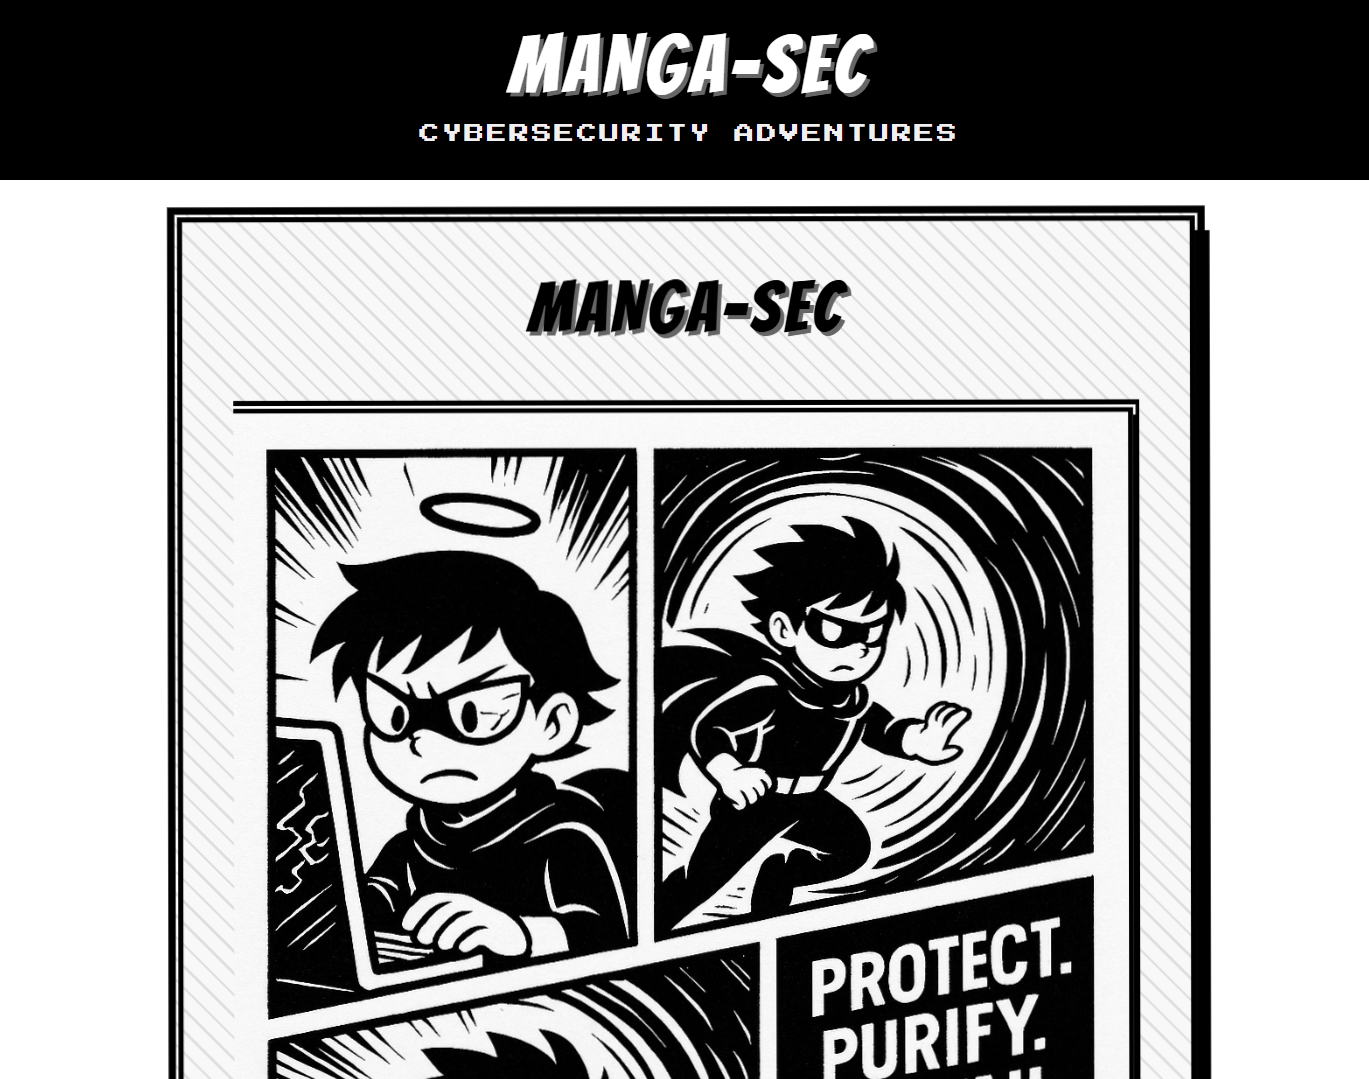 MANGA-SEC
CYBERSECURITY ADVENTURES
MANGA-SEC
PROTECT.
PURIFY.